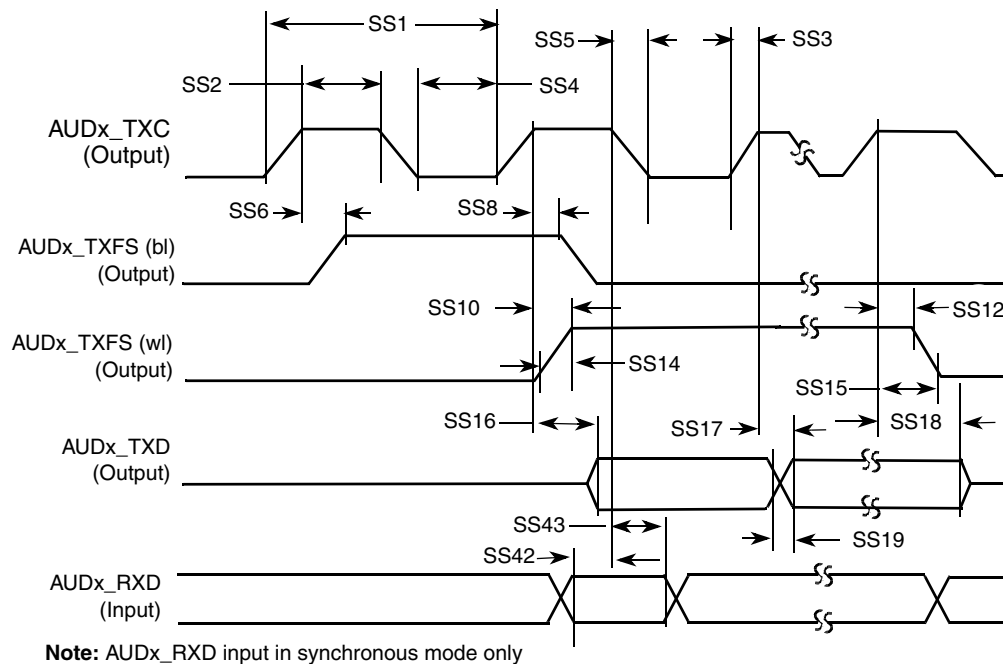 SS1
SS5
SS3
SS2
SS4
AUDx_TXC
(Output)
SS6
SS8
AUDx_TXFS (bl)
(Output)
SS10
SS12
AUDx_TXFS (wl)
(Output)
SS14
SS15
SS16
SS17
SS18
AUDx_TXD
(Output)
SS43
SS19
SS42
AUDx_RXD
(Input)
Note: AUDx_RXD input in synchronous mode only